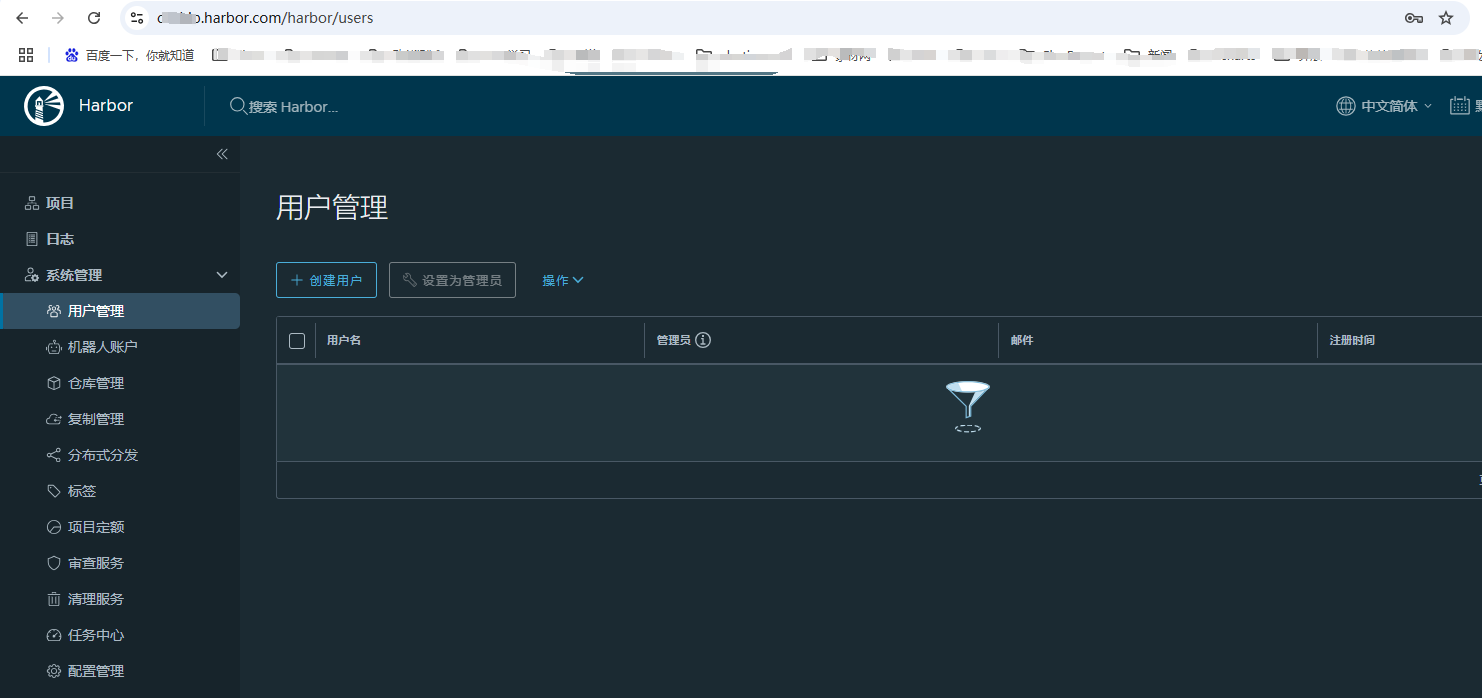 o.harbor.com/harbor/users
百度一下，你就知道
新闻
Harbor
搜索 Harbor...
中文简体
项目
日志
系统管理
用户管理
机器人账户
仓库管理
复制管理
分布式分发
标签
项目定额
审查服务
清理服务
任务中心
配置管理
用户管理
创建用户 设置为管理员 操作
用户名 管理员 邮件 注册时间